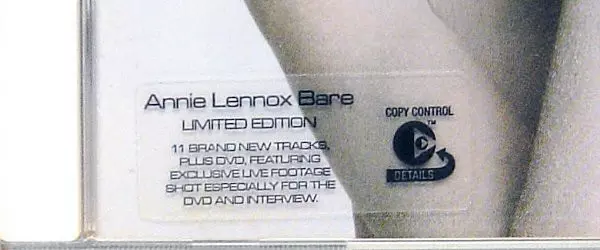 Annie Lennox Bare
LIMITED EDITION
11 BRAND NEW TRACKS,
PLUS DVD, FEATURING
EXCLUSIVE LIVE FOOTAGE
SHOT ESPECIALLY FOR THE
DVD AND INTERVIEW.
COPY CONTROL
TM
DETAILS